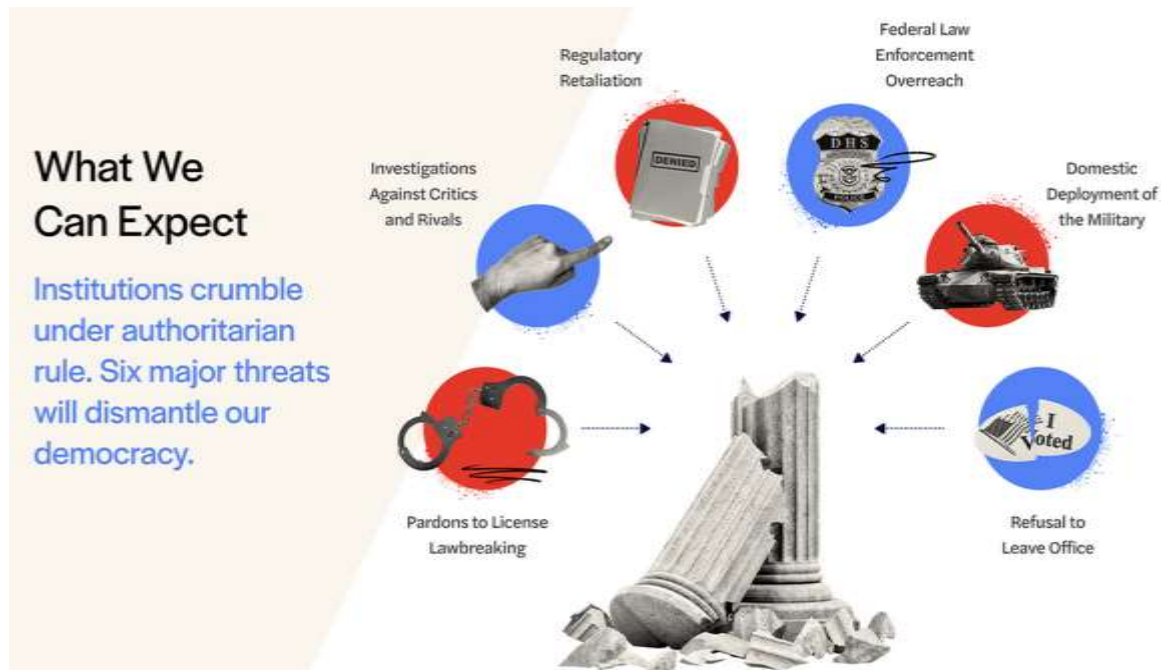 What We
Can Expect
Institutions crumble
under authoritarian
rule. Six major threats
will dismantle our
democracy.
Pardons to License
Lawbreaking
Investigations
Against Critics
and Rivals
Regulatory
Retaliation
DENIED
Federal Law
Enforcement
Overreach
DHS
POLICE
Domestic
Deployment of
the Military
I
Voted
Refusal to
Leave Office